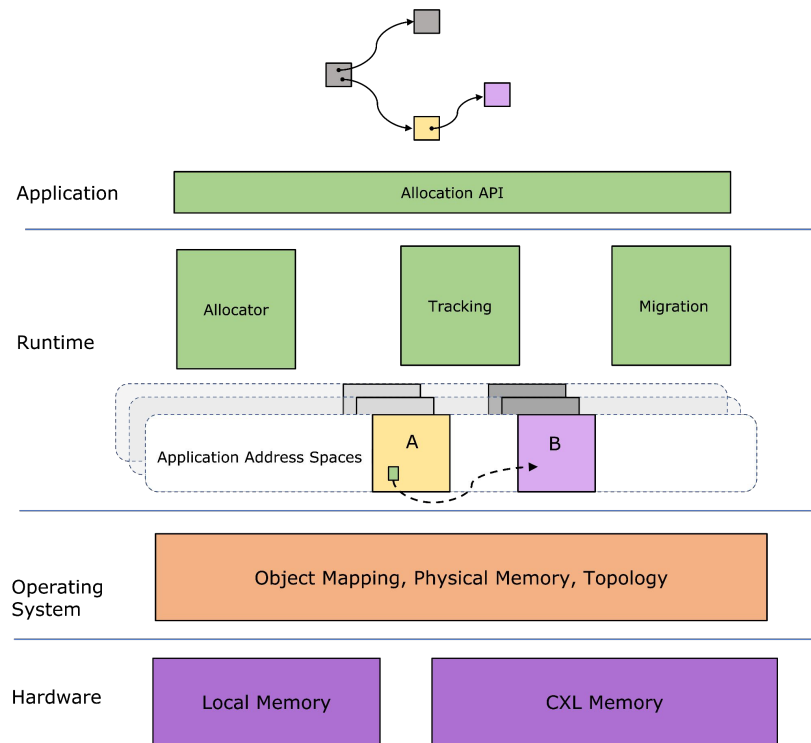 Application
Allocation API
Runtime
Allocator
Tracking
Migration
Application Address Spaces
A
B
Operating
System
Object Mapping, Physical Memory, Topology
Hardware
Local Memory
CXL Memory